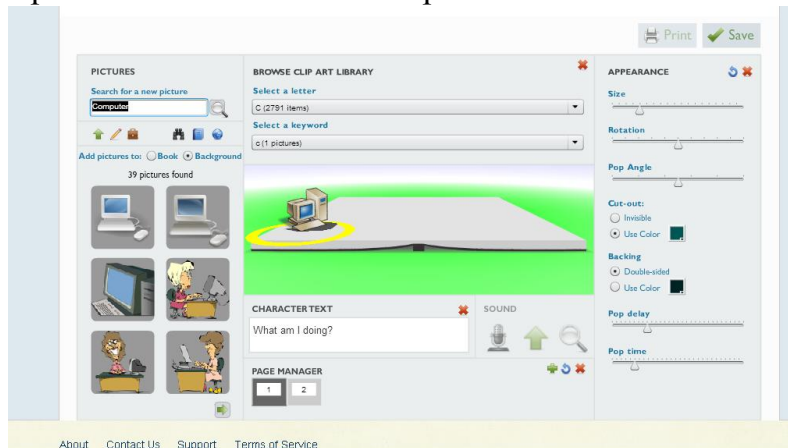 Print Save
PICTURES
Search for a new picture
Computer
Add pictures to: Book Background
39 pictures found
BROWSE CLIP ART LIBRARY
Select a letter
C (2791 items)
Select a keyword
c (1 pictures)
CHARACTER TEXT
What am I doing?
SOUND
PAGE MANAGER
1 2
APPEARANCE
Size
Rotation
Pop Angle
Cut-out:
Invisible
Use Color
Backing
Double-sided
Use Color
Pop delay
Pop time
About Contact Us Support Terms of Service